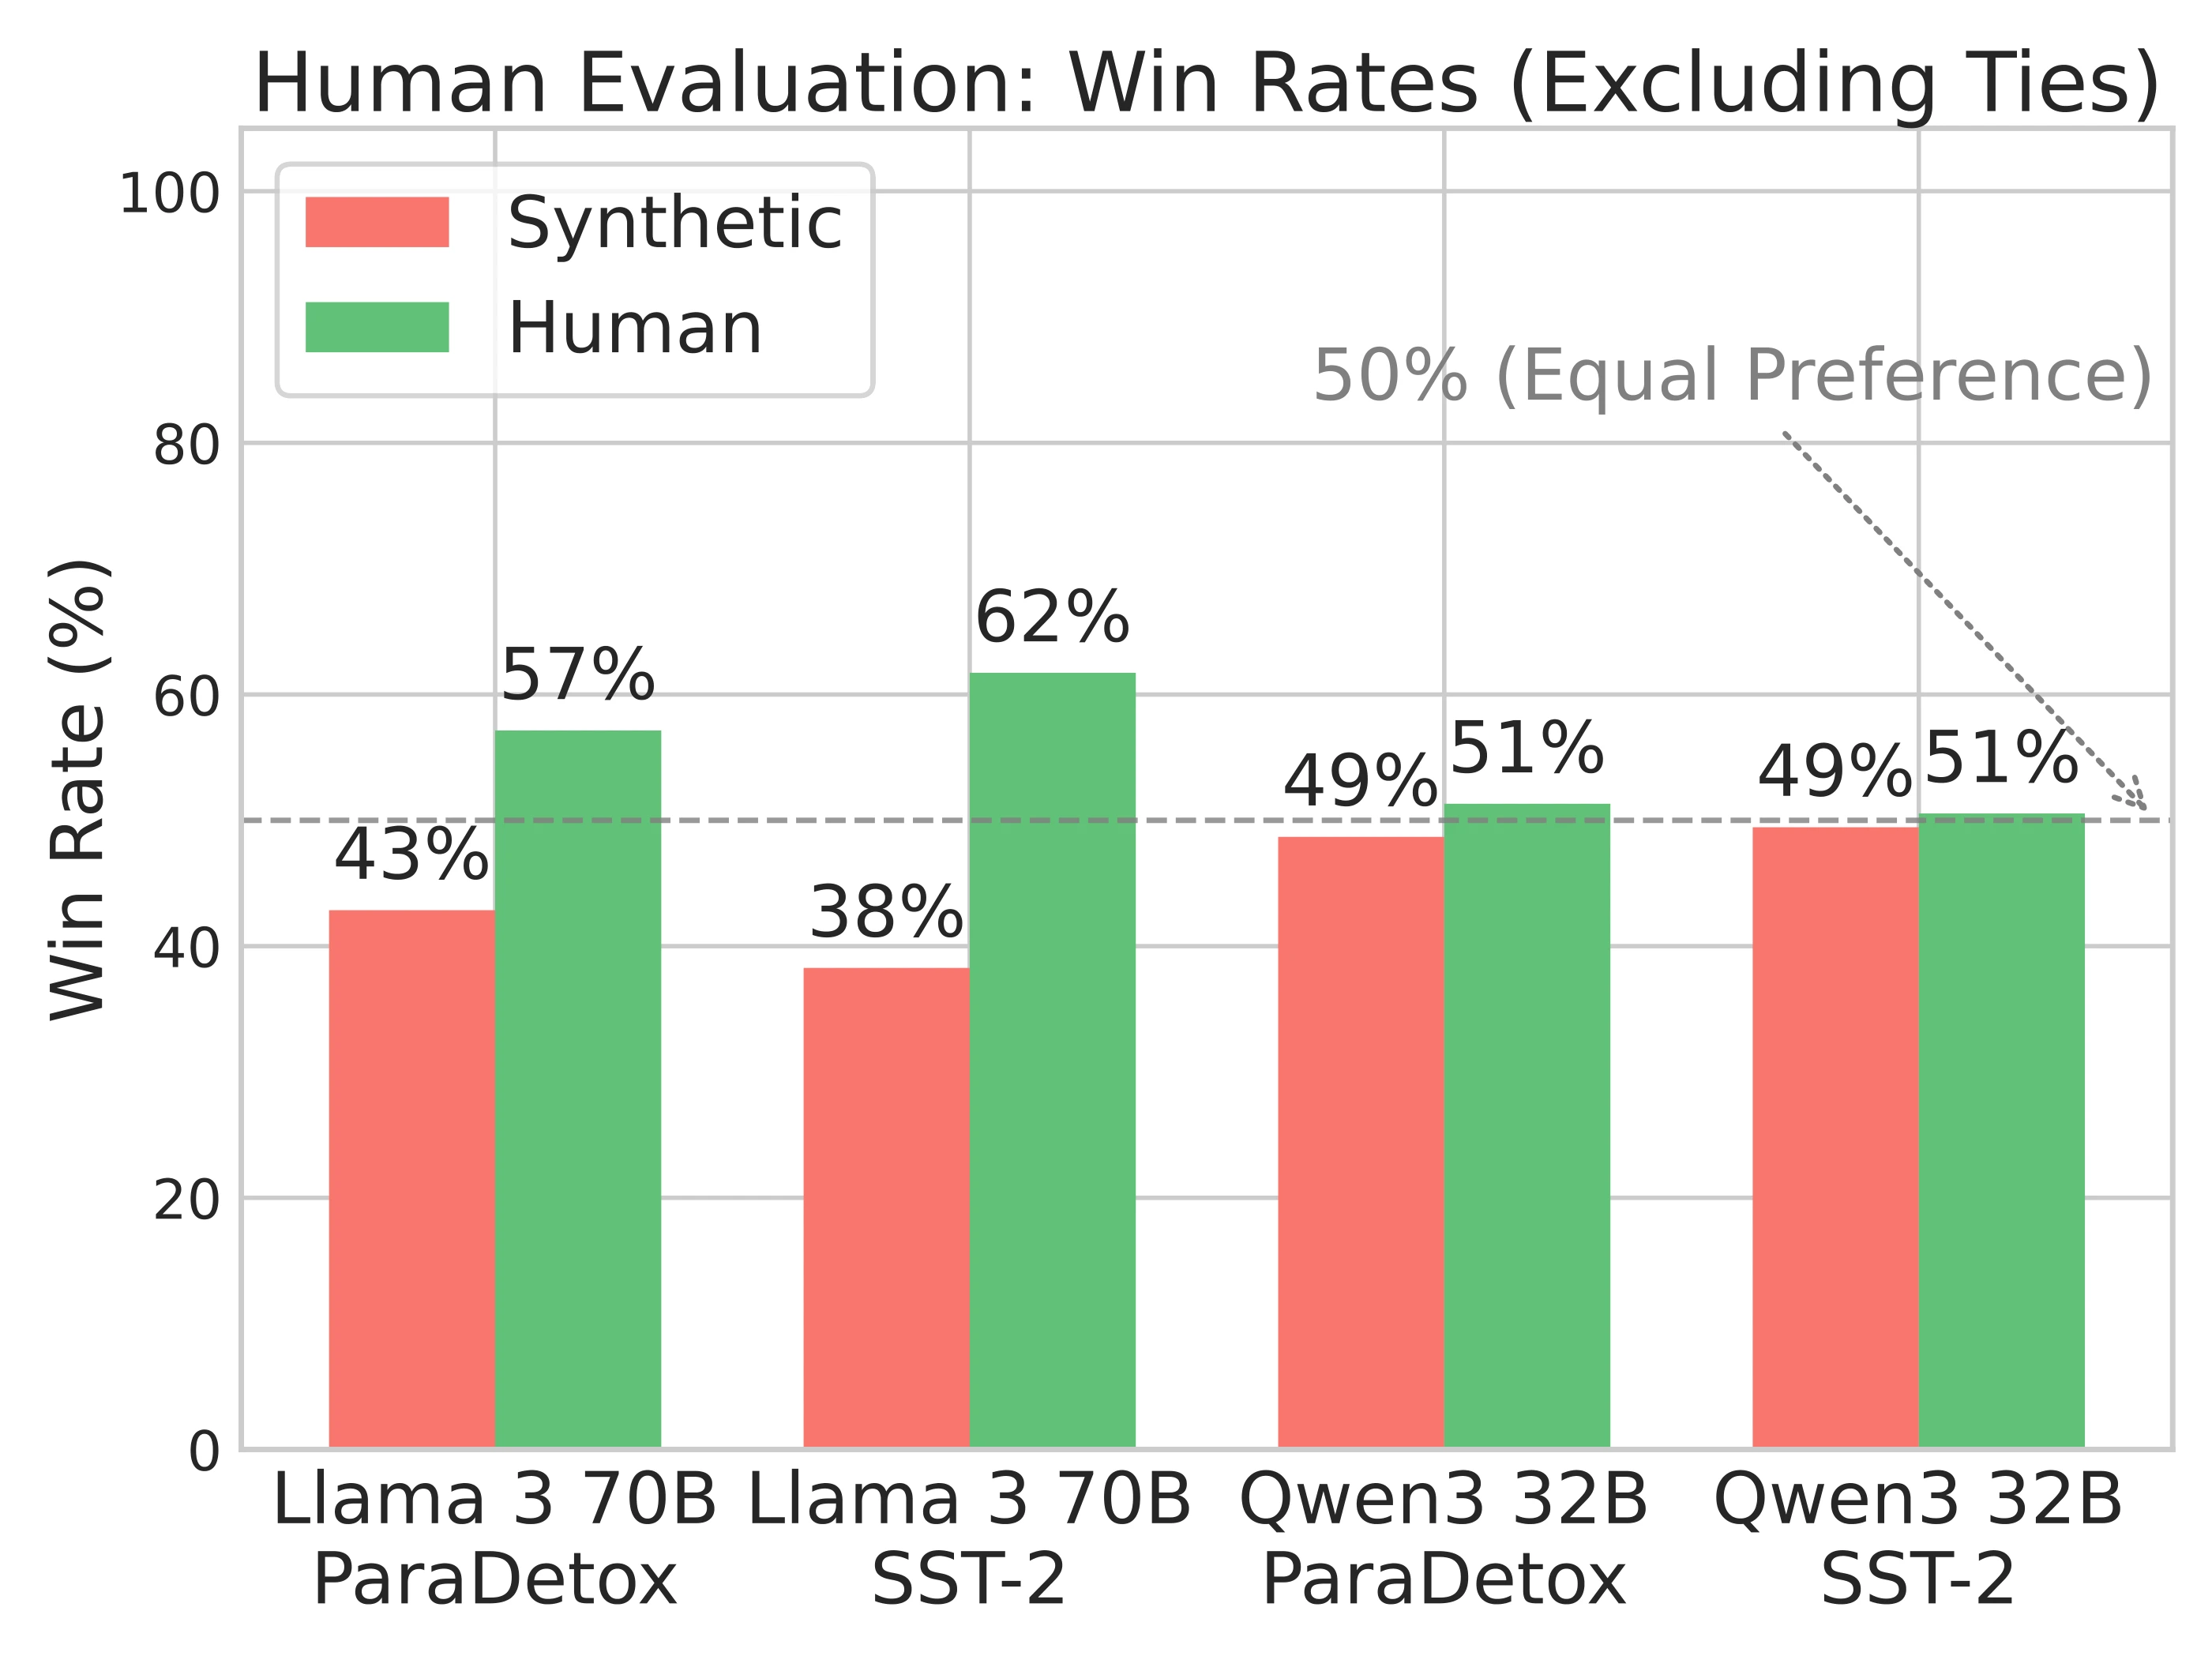 Human Evaluation: Win Rates (Excluding Ties)
Synthetic
Human
50% (Equal Preference)
Win Rate (%)
100
80
60
40
20
0
43%
57%
38%
62%
49%
51%
49%
51%
Llama 3 70B
ParaDetox
Llama 3 70B
SST-2
Qwen3 32B
ParaDetox
Qwen3 32B
SST-2